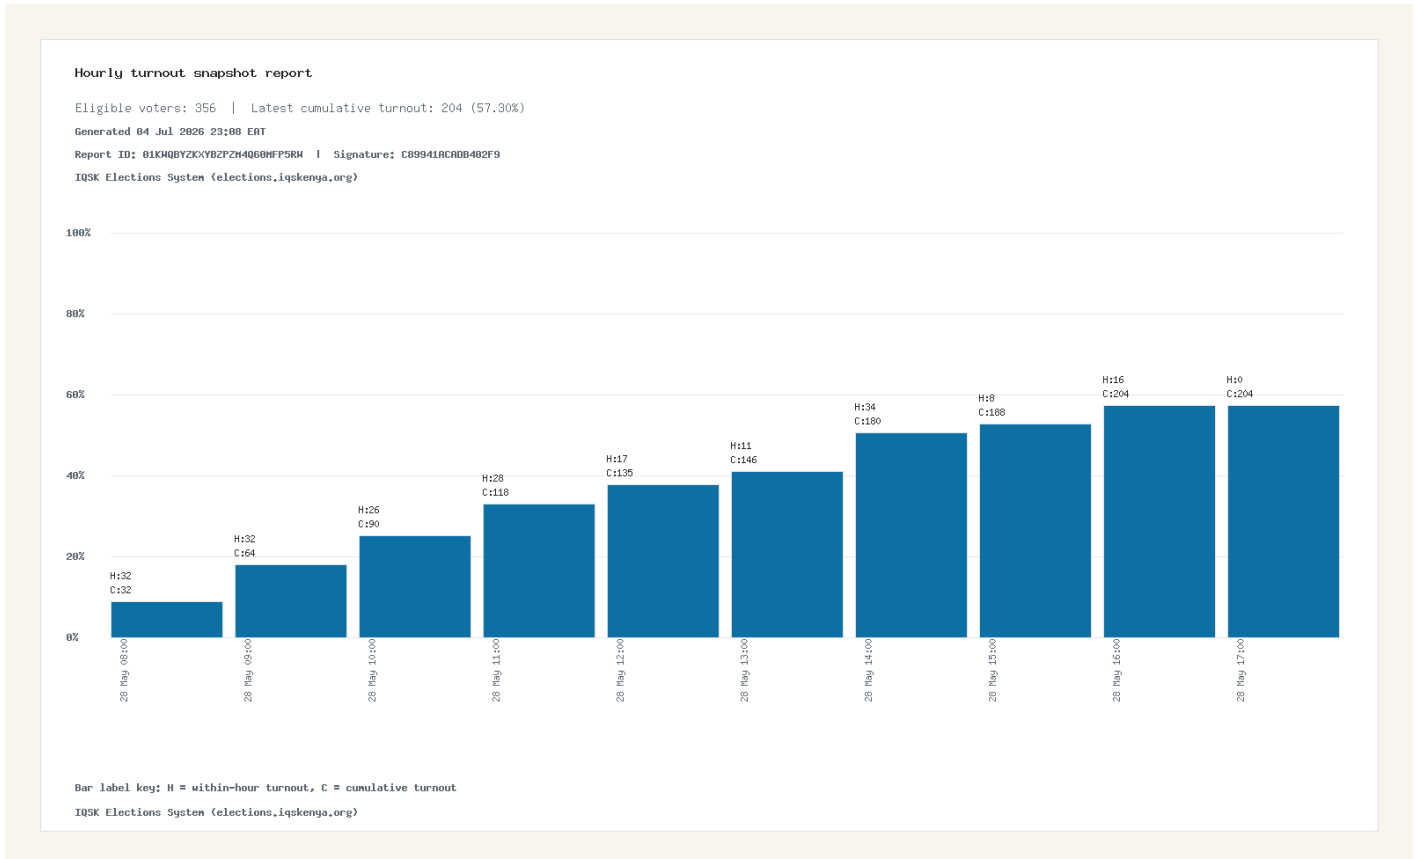 Hourly turnout snapshot report
Eligible voters: 356 | Latest cumulative turnout: 204 (57.30%)
Generated 04 Jul 2026 23:08 EAT
Report ID: 01KWQBYZKXYBZPZM4Q60MFP5RW | Signature: C89941ACADB402F9
IQSK Elections System (elections.iqskenya.org)
100%
80%
60%
40%
20%
0%
H:32
C:32
H:32
C:64
H:26
C:90
H:28
C:118
H:17
C:135
H:11
C:146
H:34
C:180
H:8
C:188
H:16
C:204
H:0
C:204
28 May 08:00
28 May 09:00
28 May 10:00
28 May 11:00
28 May 12:00
28 May 13:00
28 May 14:00
28 May 15:00
28 May 16:00
28 May 17:00
Bar label key: H = within-hour turnout, C = cumulative turnout
IQSK Elections System (elections.iqskenya.org)